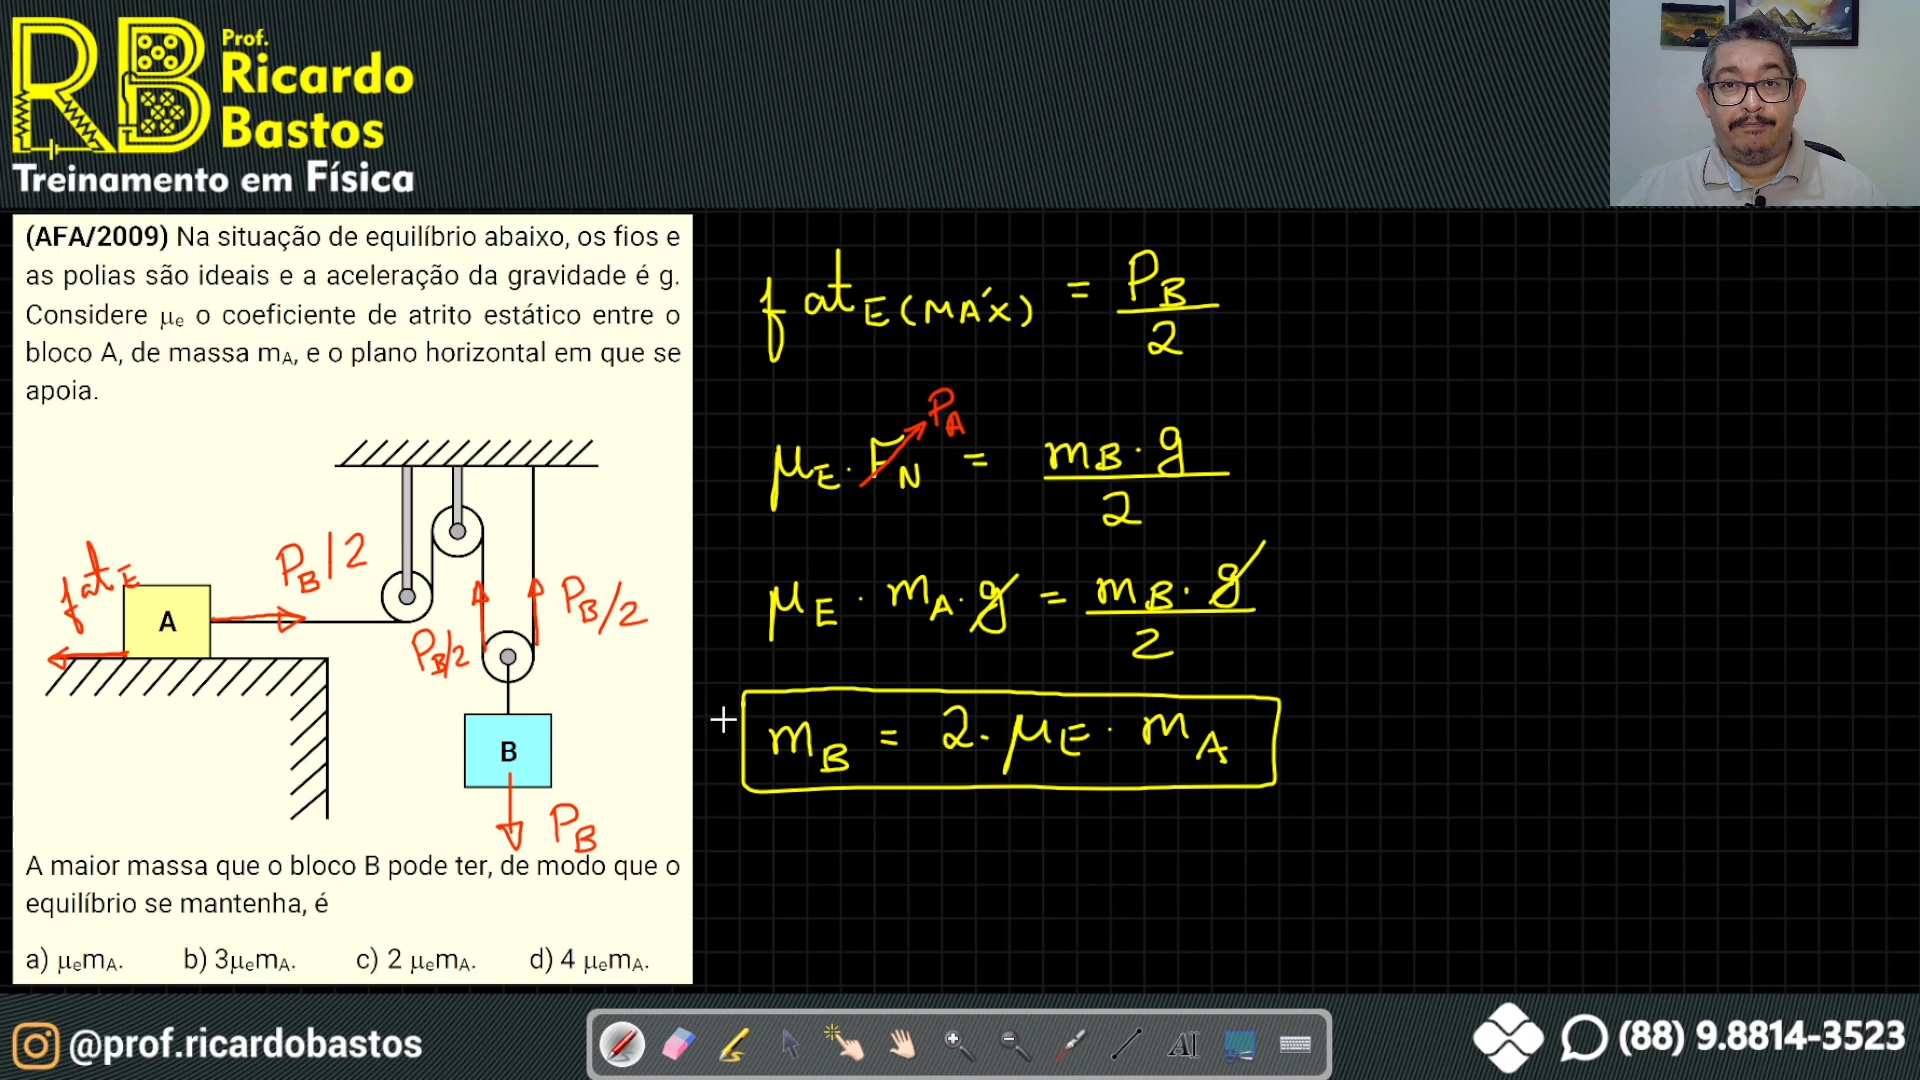 RB
Prof.
Ricardo
Bastos
Treinamento em Física
(AFA/2009) Na situação de equilíbrio abaixo, os fios e
as polias são ideais e a aceleração da gravidade é g.
Considere μe o coeficiente de atrito estático entre o
bloco A, de massa mA, e o plano horizontal em que se
apoia.
fatE
A
PB/2
PB/2
PB/2
B
PB
A maior massa que o bloco B pode ter, de modo que o
equilíbrio se mantenha, é
a) μemA. b) 3μemA. c) 2 μemA. d) 4 μemA.
fatE(MÁX) = PB/2
PA
μE · FN = mB · g/2
μE · mA · g = mB · g/2
mB = 2 · μE · mA
@prof.ricardobastos
AI
(88) 9.8814-3523